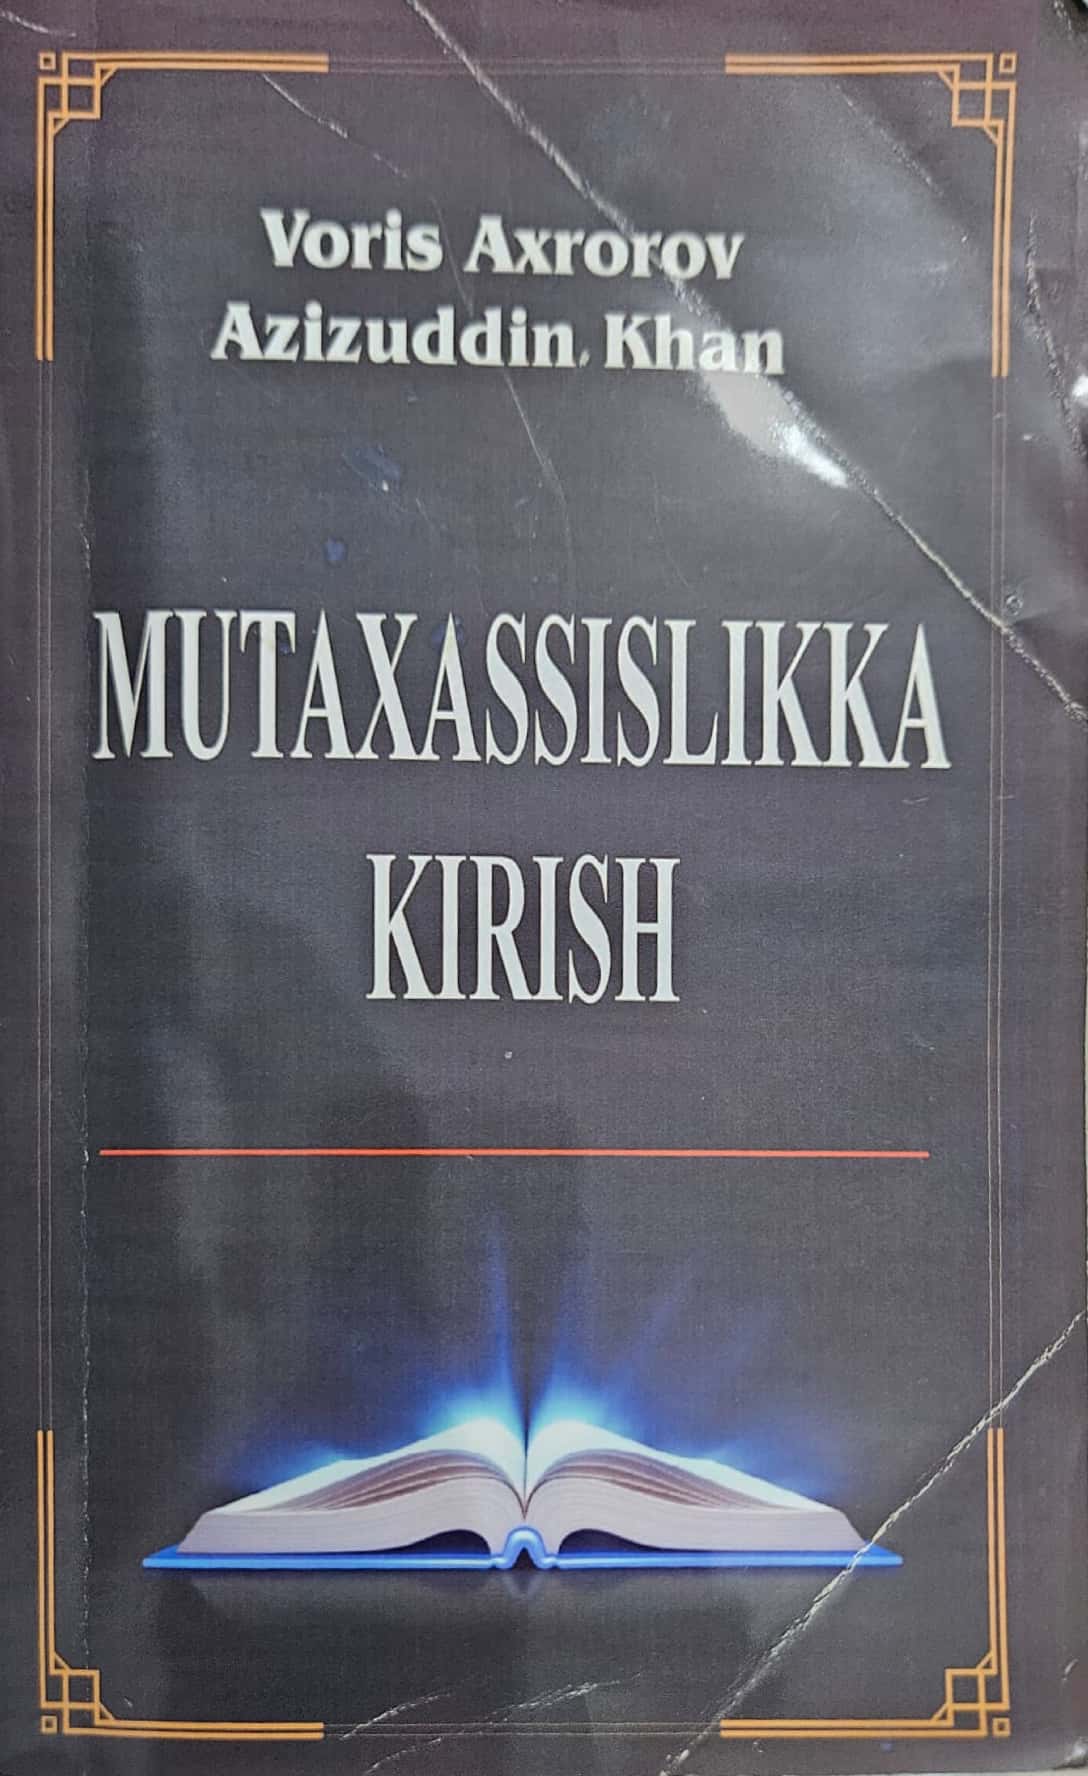 Voris Axrorov
Azizuddin Khan
MUTAXASSISLIKKA
KIRISH